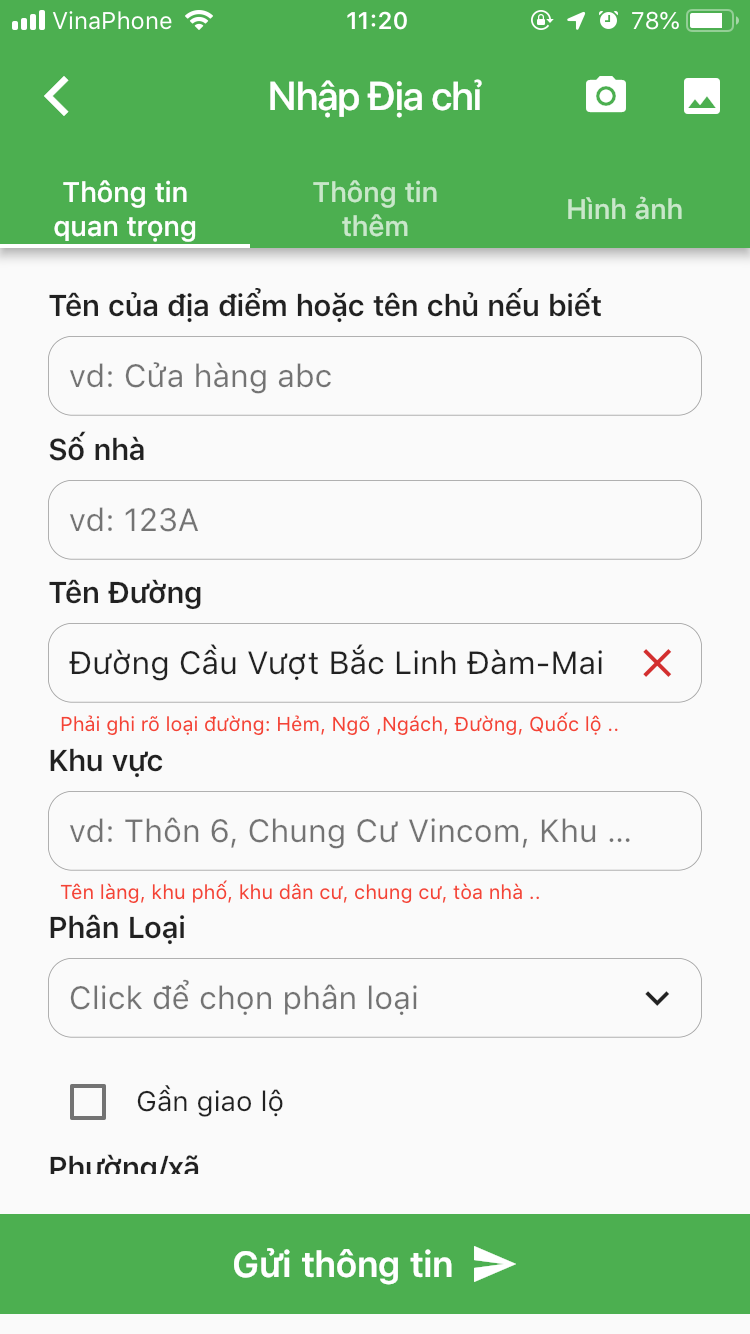 VinaPhone 11:20 78%
Nhập Địa chỉ
Thông tin
quan trọng
Thông tin
thêm
Hình ảnh
Tên của địa điểm hoặc tên chủ nếu biết
vd: Cửa hàng abc
Số nhà
vd: 123A
Tên Đường
Đường Cầu Vượt Bắc Linh Đàm-Mai
Phải ghi rõ loại đường: Hẻm, Ngõ ,Ngách, Đường, Quốc lộ ..
Khu vực
vd: Thôn 6, Chung Cư Vincom, Khu ...
Tên làng, khu phố, khu dân cư, chung cư, tòa nhà ..
Phân Loại
Click để chọn phân loại
Gần giao lộ
Phường/xã
Gửi thông tin